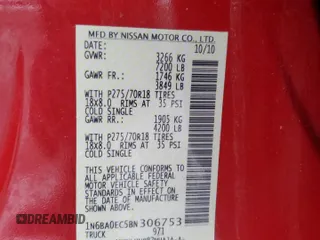 MFD BY NISSAN MOTOR CO., LTD.
DATE: 10/10
GVWR: 3266 KG
7200 LB
GAWR FR: 1746 KG
3849 LB
WITH P275/70R18 TIRES
18x8.0 RIMS AT 35 PSI
COLD SINGLE
GAWR RR: 1905 KG
4200 LB
WITH P275/70R18 TIRES
18x8.0 RIMS AT 35 PSI
COLD SINGLE
THIS VEHICLE CONFORMS TO ALL
APPLICABLE U.S. FEDERAL MOTOR
VEHICLE SAFETY STANDARDS IN
EFFECT ON THE DATE OF
MANUFACTURE SHOWN ABOVE.
1N6BA0EC5BN306753
TRUCK 9Z1
DREAMBID
DREAMBID